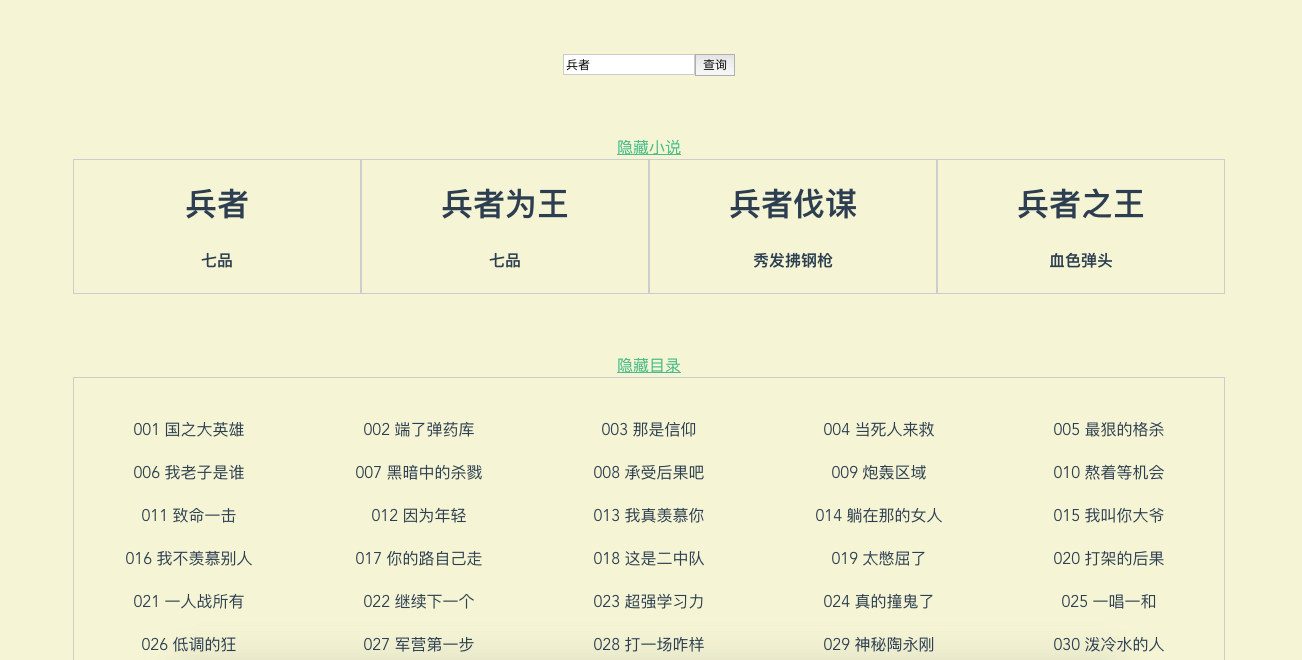 兵者 查询
隐藏小说
兵者 兵者为王 兵者伐谋 兵者之王
七品 七品 秀发拂钢枪 血色弹头
隐藏目录
001 国之大英雄 002 端了弹药库 003 那是信仰 004 当死人来救 005 最狠的格杀
006 我老子是谁 007 黑暗中的杀戮 008 承受后果吧 009 炮轰区域 010 熬着等机会
011 致命一击 012 因为年轻 013 我真羡慕你 014 躺在那的女人 015 我叫你大爷
016 我不羡慕别人 017 你的路自己走 018 这是二中队 019 太憋屈了 020 打架的后果
021 一人战所有 022 继续下一个 023 超强学习力 024 真的撞鬼了 025 一唱一和
026 低调的狂 027 军营第一步 028 打一场咋样 029 神秘陶永刚 030 泼冷水的人